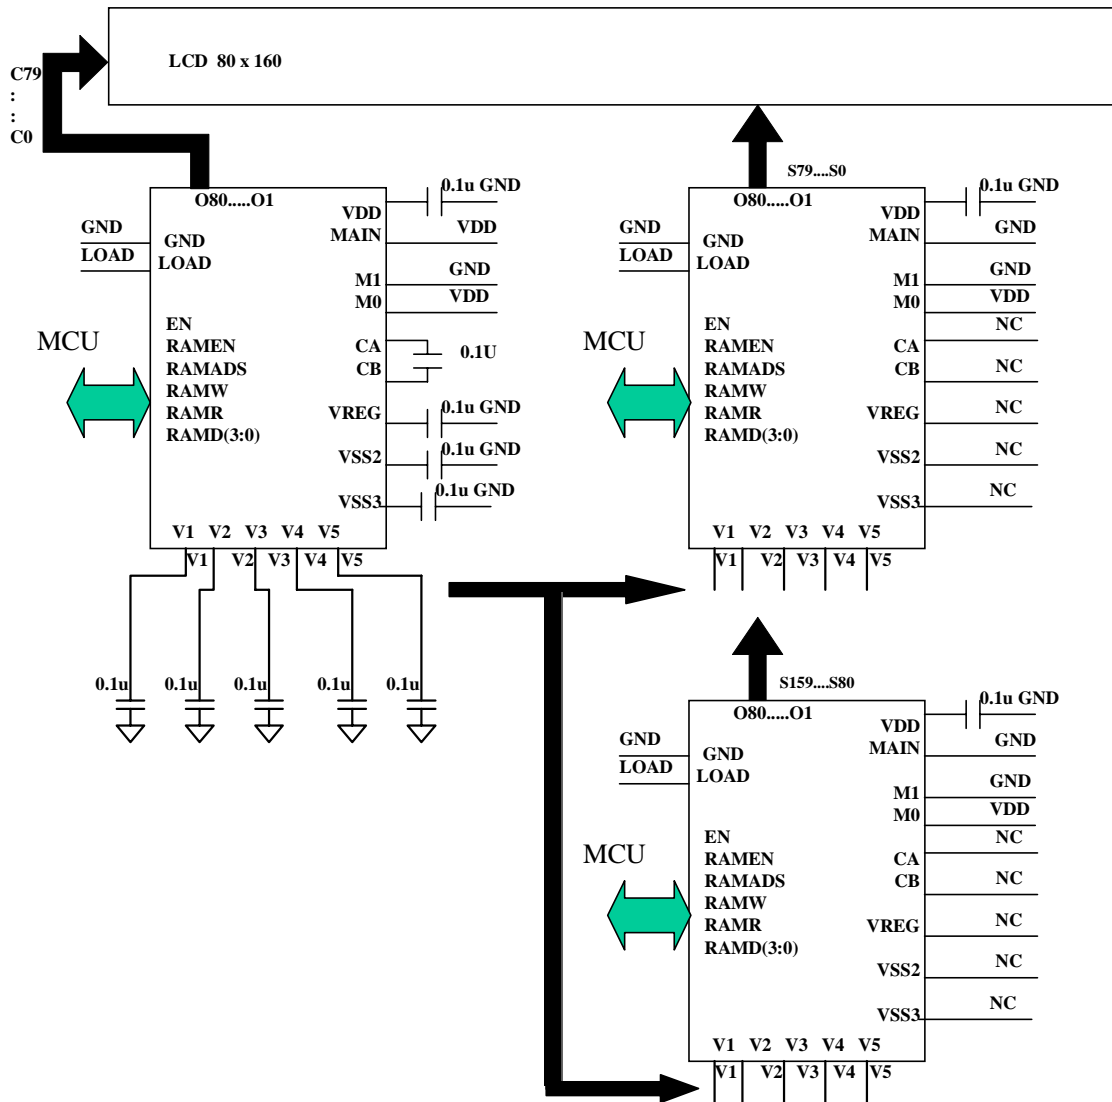 LCD 80 x 160
C79
:
:
C0
O80.....O1
0.1u GND
VDD
MAIN
VDD
GND
GND
LOAD
LOAD
M1
GND
M0
VDD
MCU
EN
RAMEN
RAMADS
RAMW
RAMR
RAMD(3:0)
CA
CB
0.1U
VREG
0.1u GND
VSS2
0.1u GND
VSS3
0.1u GND
V1 V2 V3 V4 V5
V1 V2 V3 V4 V5
0.1u 0.1u 0.1u 0.1u 0.1u
S79....S0
O80.....O1
0.1u GND
VDD
MAIN
GND
GND
GND
LOAD
LOAD
M1
GND
M0
VDD
NC
MCU
EN
RAMEN
RAMADS
RAMW
RAMR
RAMD(3:0)
CA
CB
NC
VREG
NC
VSS2
NC
VSS3
NC
V1 V2 V3 V4 V5
V1 V2 V3 V4 V5
S159....S80
O80.....O1
0.1u GND
VDD
MAIN
GND
GND
GND
LOAD
LOAD
M1
GND
M0
VDD
NC
MCU
EN
RAMEN
RAMADS
RAMW
RAMR
RAMD(3:0)
CA
CB
NC
VREG
NC
VSS2
NC
VSS3
NC
V1 V2 V3 V4 V5
V1 V2 V3 V4 V5